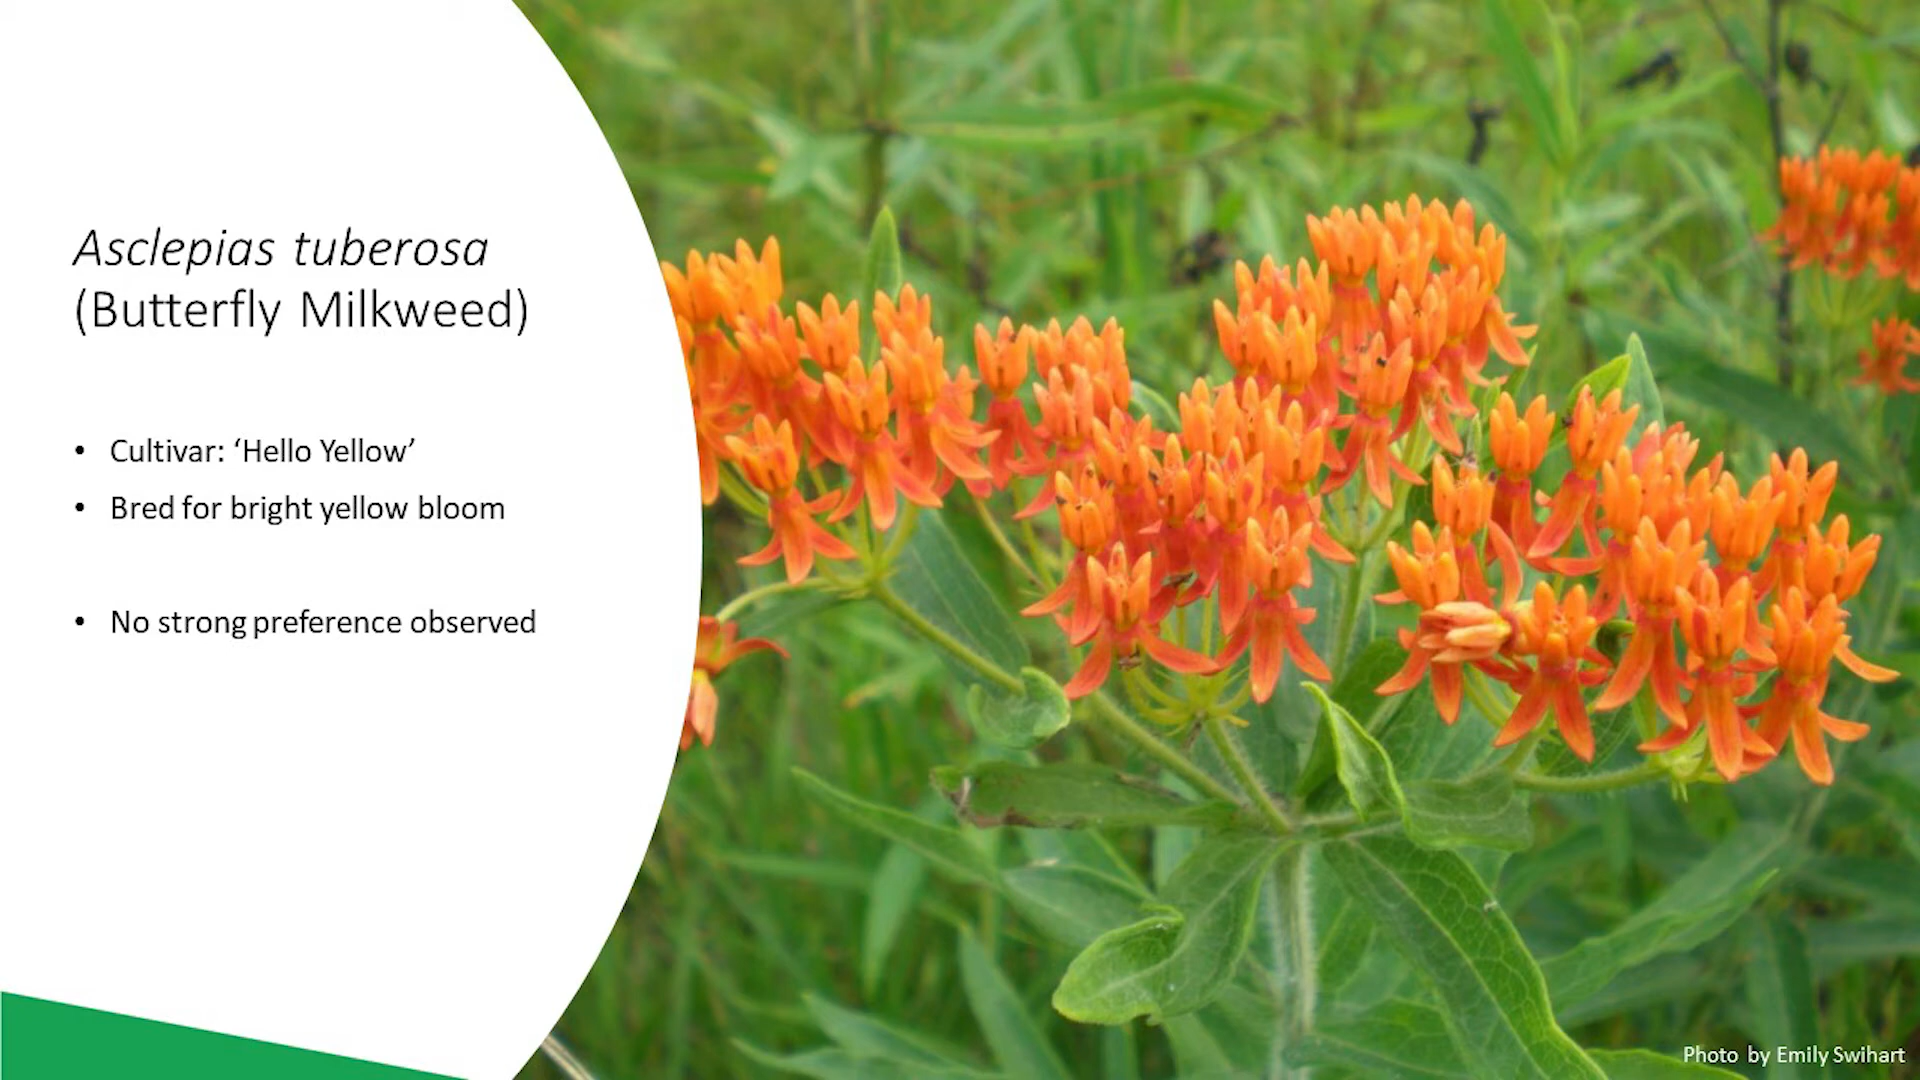 Asclepias tuberosa
(Butterfly Milkweed)
• Cultivar: ‘Hello Yellow’
• Bred for bright yellow bloom
• No strong preference observed
Photo by Emily Swihart